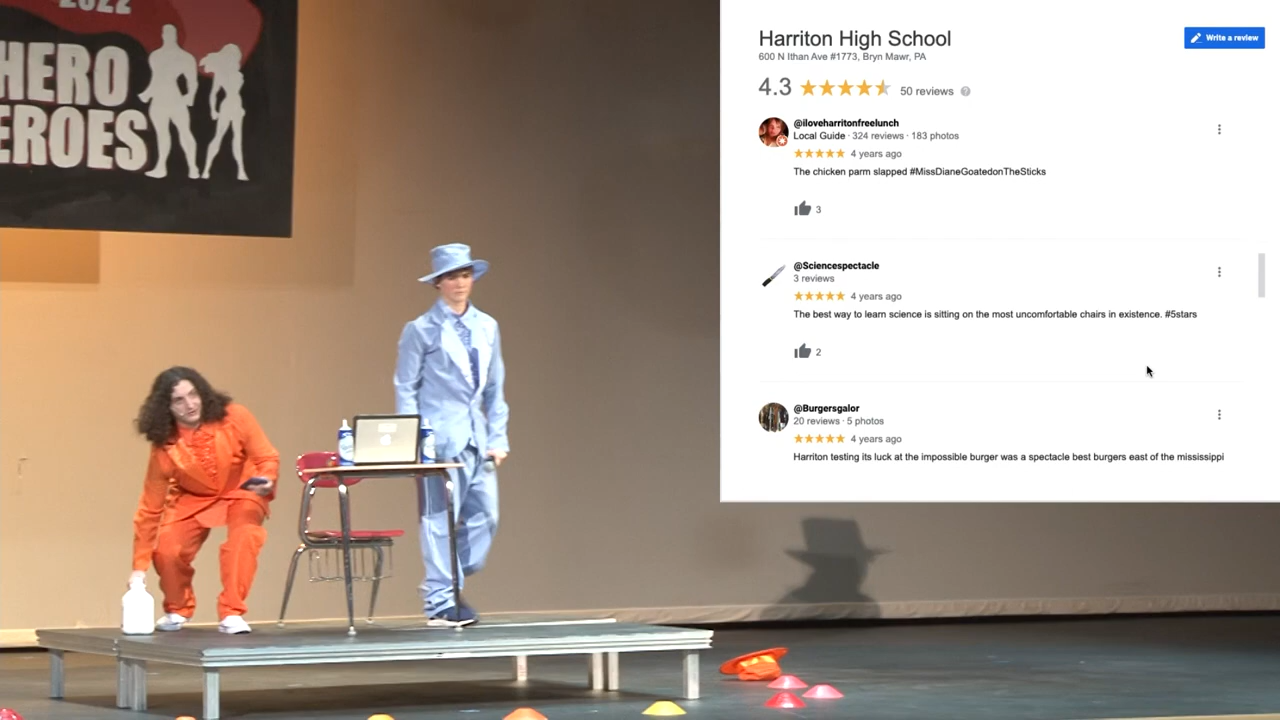 2022
HERO
EROES
Harriton High School
Write a review
600 N Ithan Ave #1773, Bryn Mawr, PA
4.3 50 reviews ?
@iloveharritonfreelunch
Local Guide · 324 reviews · 183 photos
4 years ago
The chicken parm slapped #MissDianeGoatedonTheSticks
3
@Sciencespectacle
3 reviews
4 years ago
The best way to learn science is sitting on the most uncomfortable chairs in existence. #5stars
2
@Burgersgalor
20 reviews · 5 photos
4 years ago
Harriton testing its luck at the impossible burger was a spectacle best burgers east of the mississippi